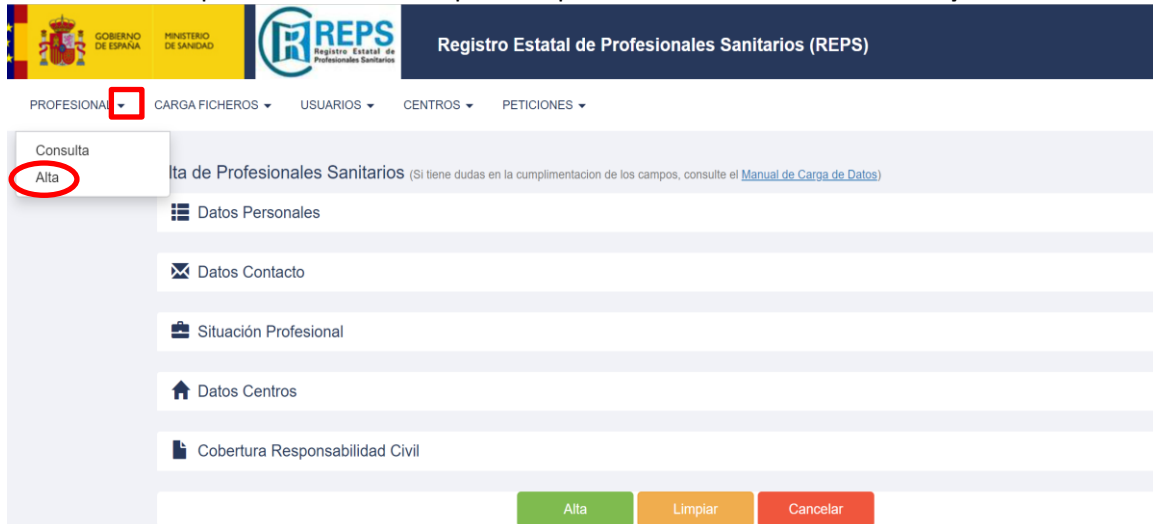 GOBIERNO
DE ESPAÑA
MINISTERIO
DE SANIDAD
REPS
Registro Estatal de
Profesionales Sanitarios
Registro Estatal de Profesionales Sanitarios (REPS)
PROFESIONAL CARGA FICHEROS USUARIOS CENTROS PETICIONES
Consulta
Alta
lta de Profesionales Sanitarios (Si tiene dudas en la cumplimentacion de los campos, consulte el Manual de Carga de Datos)
Datos Personales
Datos Contacto
Situación Profesional
Datos Centros
Cobertura Responsabilidad Civil
Alta Limpiar Cancelar